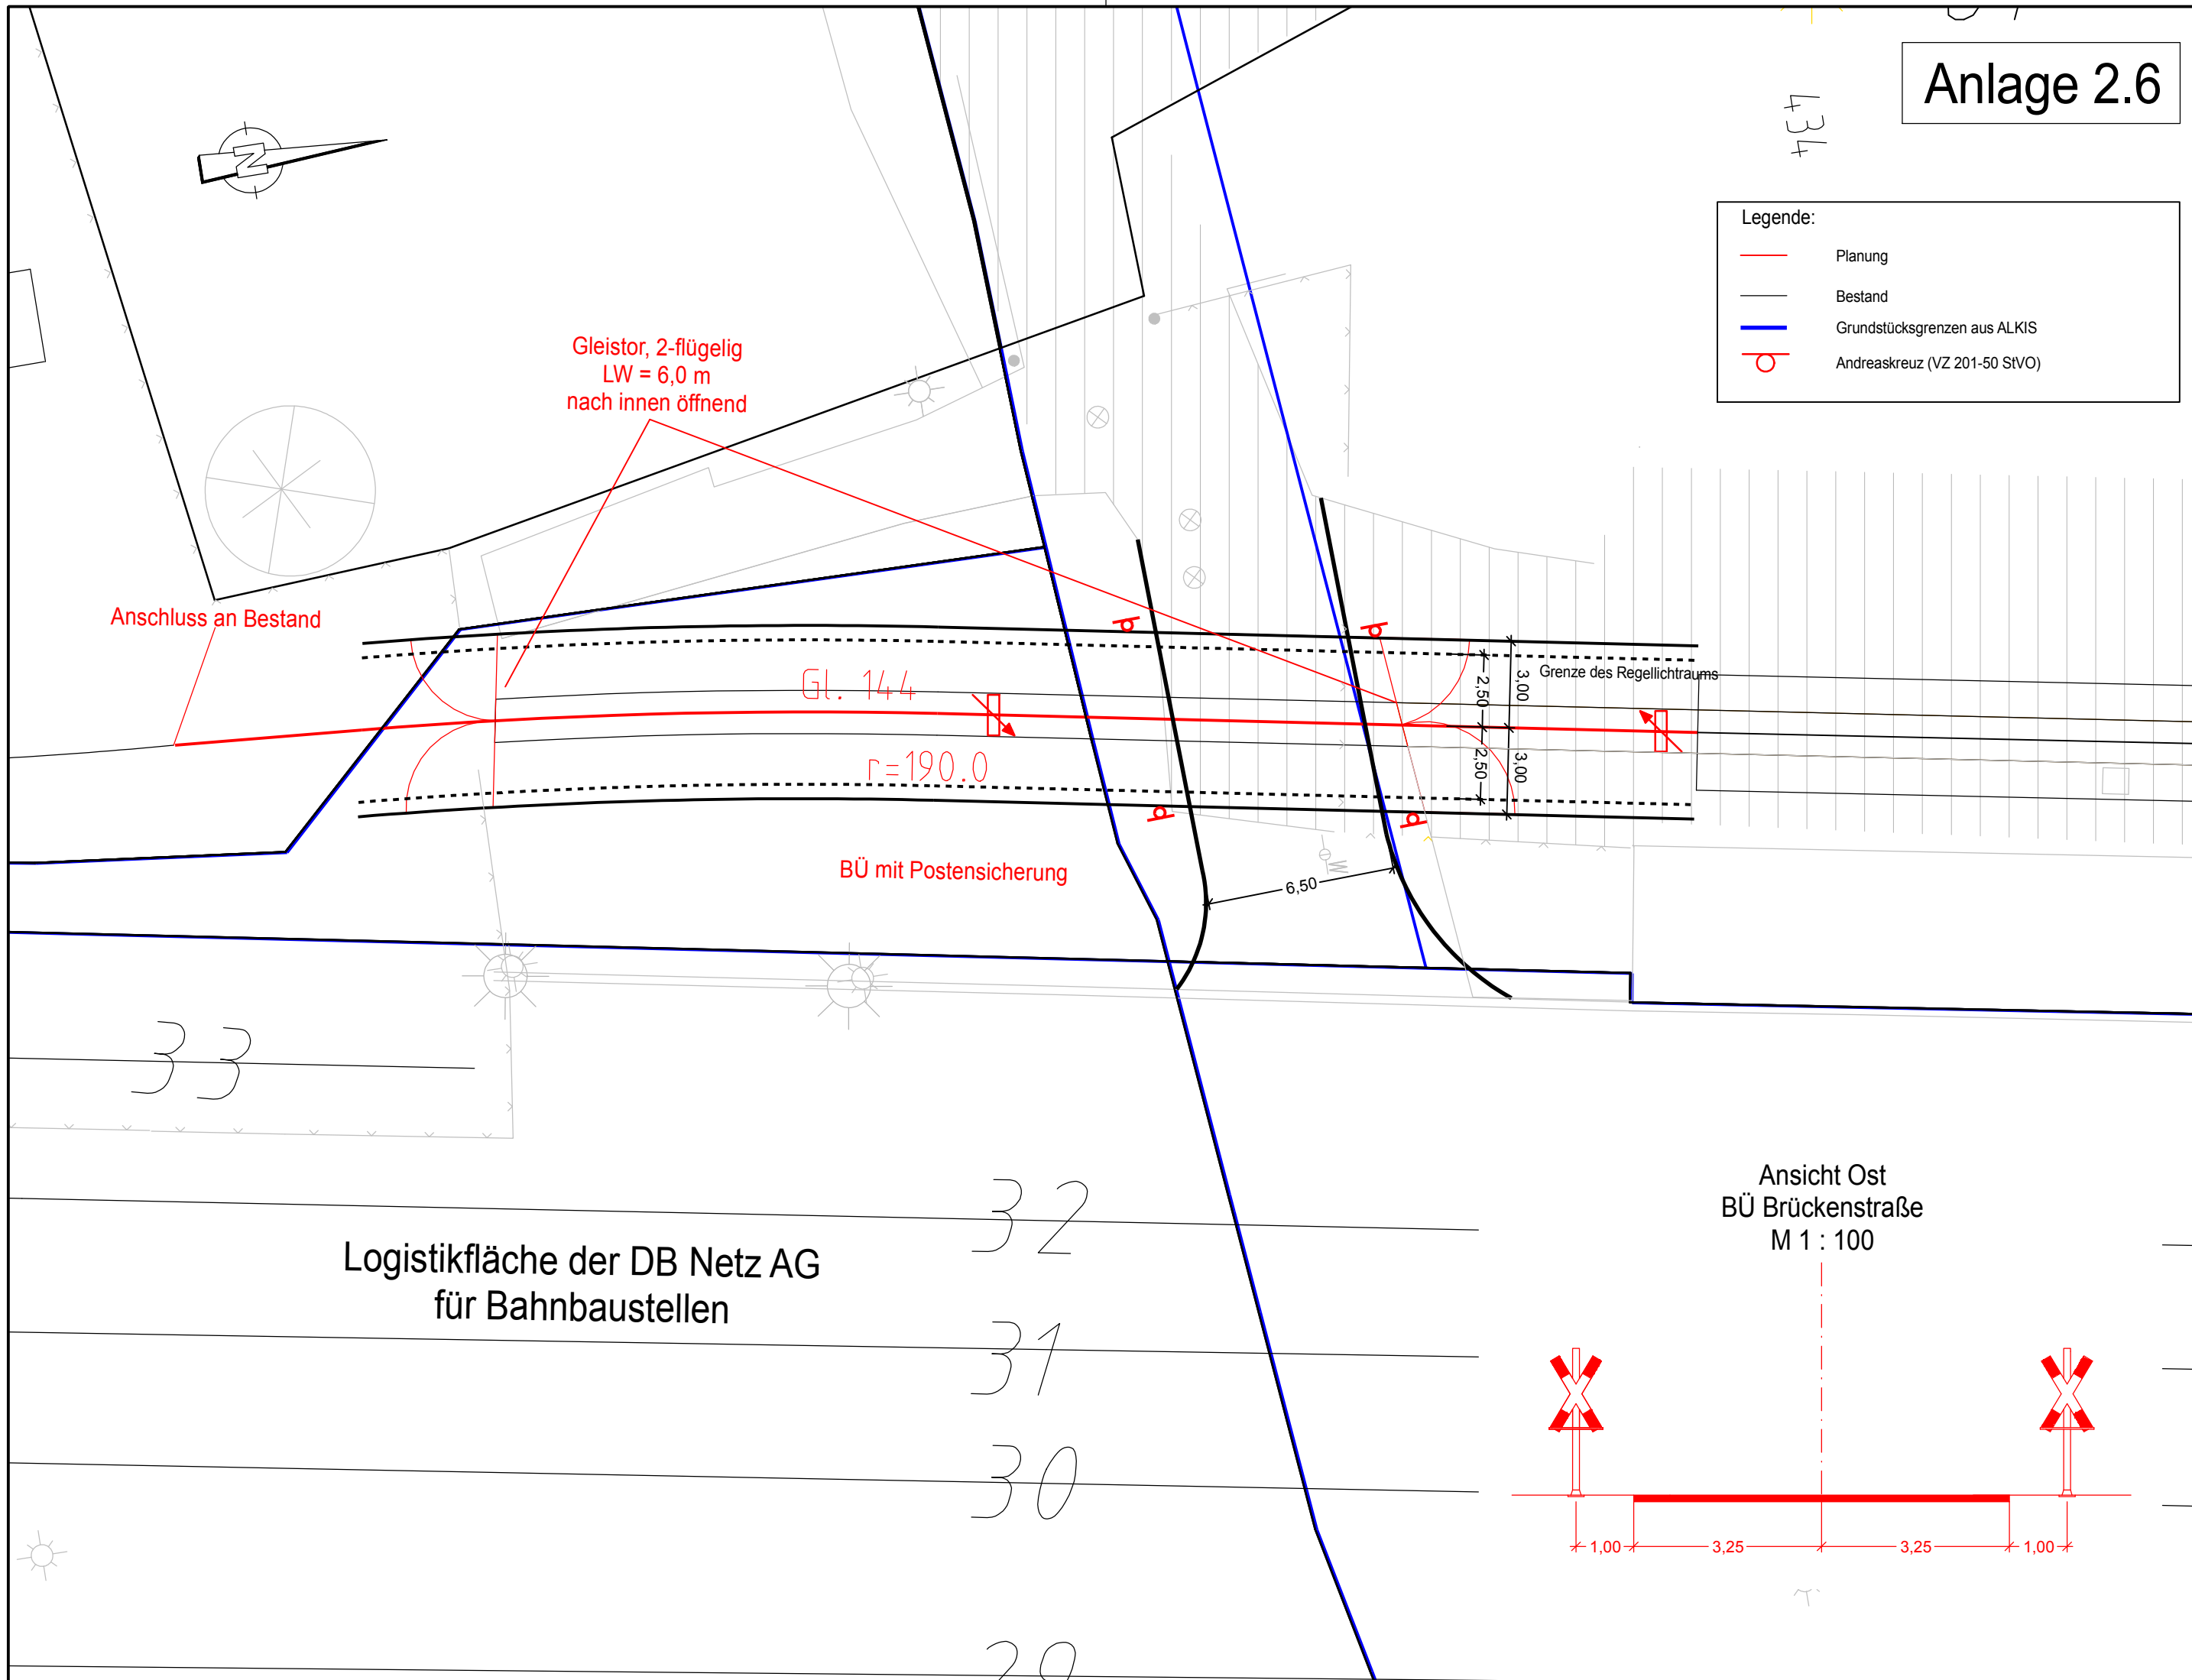 Anlage 2.6
434
N
Legende:
Planung
Bestand
Grundstücksgrenzen aus ALKIS
Andreaskreuz (VZ 201-50 StVO)
Gleistor, 2-flügelig
LW = 6,0 m
nach innen öffnend
Anschluss an Bestand
Gl. 144
r=190.0
2,50
3,00
Grenze des Regellichtraums
2,50
3,00
BÜ mit Postensicherung
6,50
W
33
32
Logistikfläche der DB Netz AG
für Bahnbaustellen
31
30
Ansicht Ost
BÜ Brückenstraße
M 1 : 100
1,00
3,25
3,25
1,00